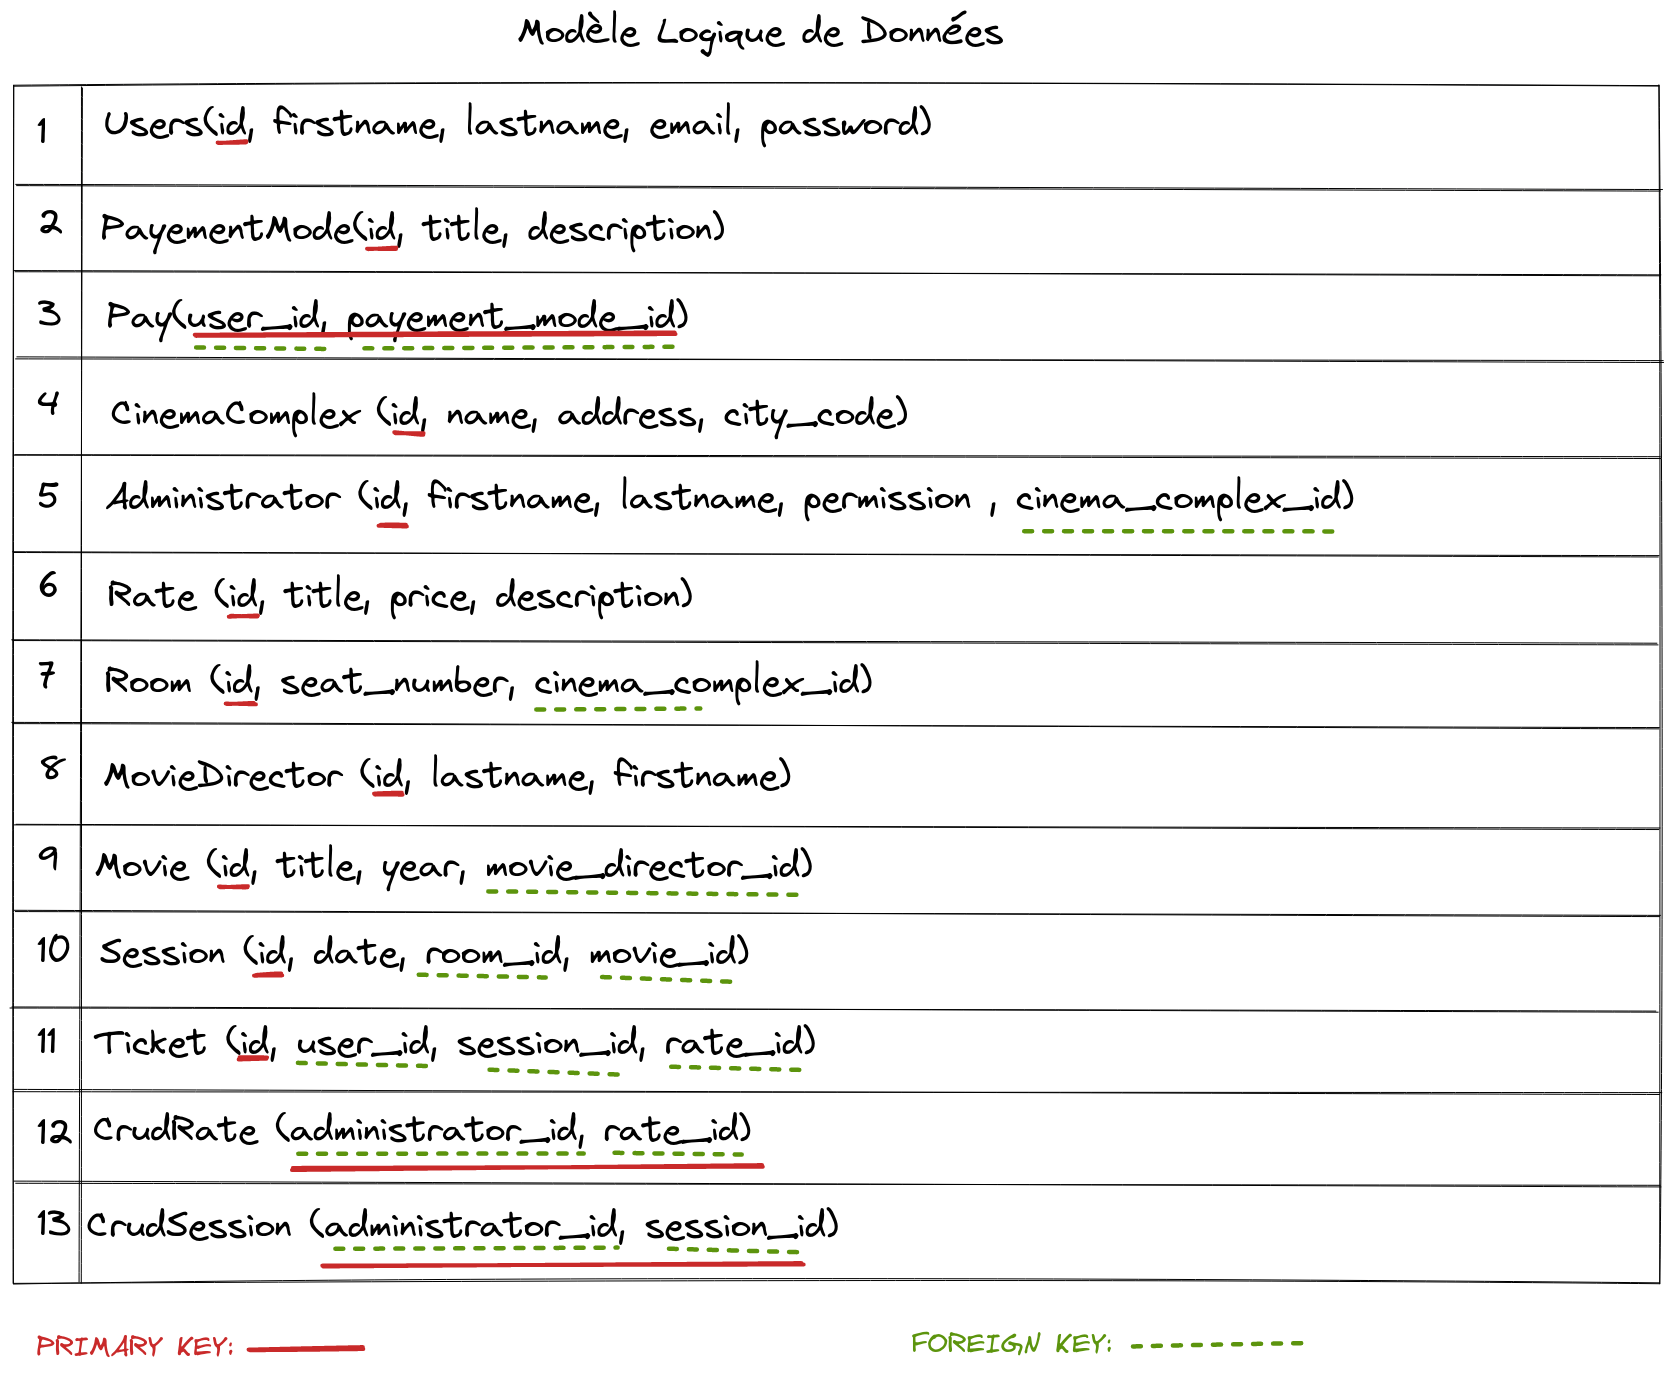 Modèle Logique de Données
1 Users(id, firstname, lastname, email, password)
2 PayementMode(id, title, description)
3 Pay(user_id, payement_mode_id)
4 CinemaComplex (id, name, address, city_code)
5 Administrator (id, firstname, lastname, permission , cinema_complex_id)
6 Rate (id, title, price, description)
7 Room (id, seat_number, cinema_complex_id)
8 MovieDirector (id, lastname, firstname)
9 Movie (id, title, year, movie_director_id)
10 Session (id, date, room_id, movie_id)
11 Ticket (id, user_id, session_id, rate_id)
12 CrudRate (administrator_id, rate_id)
13 CrudSession (administrator_id, session_id)
PRIMARY KEY: FOREIGN KEY: